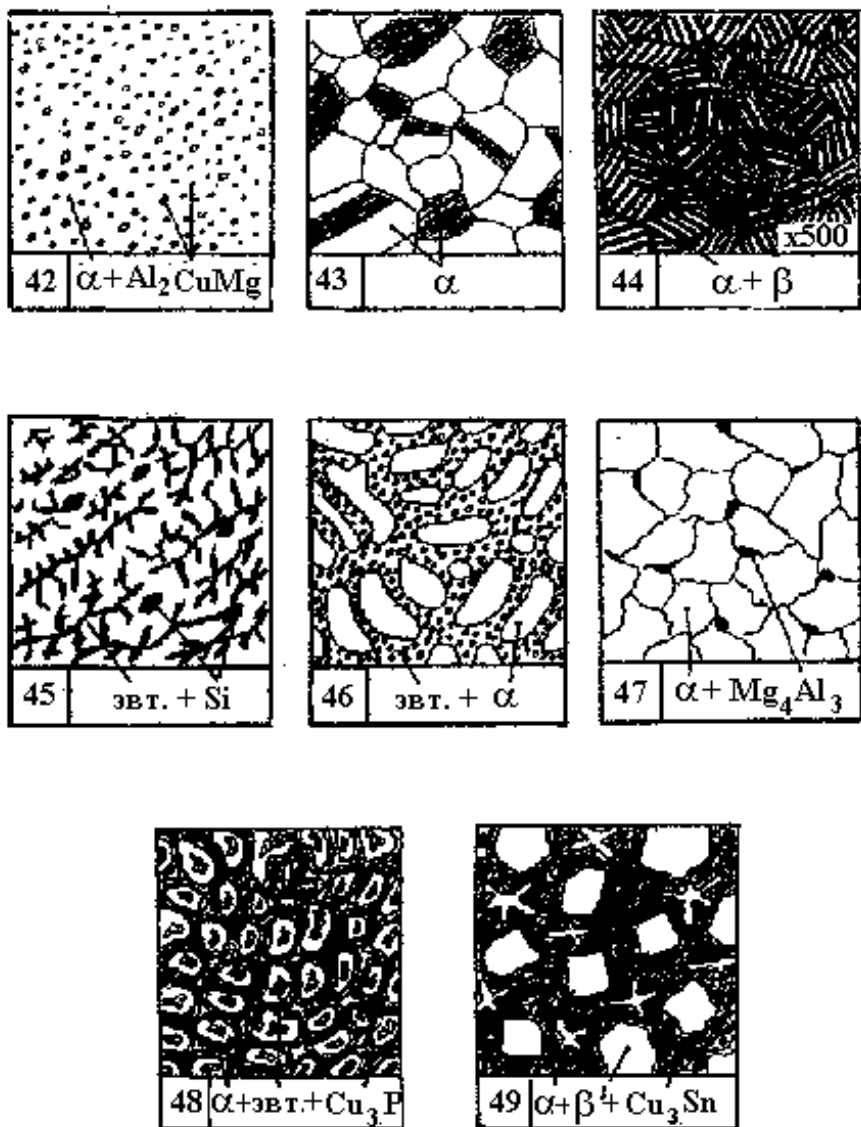 42 α + Al₂CuMg
43 α
x500
44 α + β
45 эвт. + Si
46 эвт. + α
47 α + Mg₄Al₃
48 α+эвт.+Cu₃P
49 α+β'+Cu₃Sn